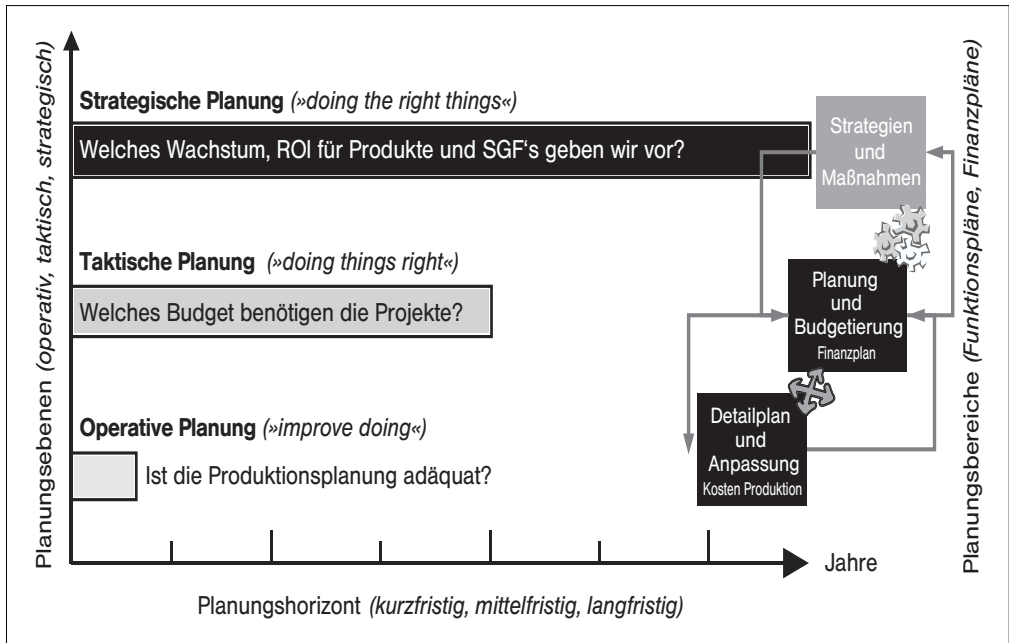 Planungsebenen (operativ, taktisch, strategisch)
Strategische Planung (»doing the right things«)
Welches Wachstum, ROI für Produkte und SGF‘s geben wir vor?
Taktische Planung (»doing things right«)
Welches Budget benötigen die Projekte?
Operative Planung (»improve doing«)
Ist die Produktionsplanung adäquat?
Strategien
und
Maßnahmen
Planung
und
Budgetierung
Finanzplan
Detailplan
und
Anpassung
Kosten Produktion
Jahre
Planungshorizont (kurzfristig, mittelfristig, langfristig)
Planungsbereiche (Funktionspläne, Finanzpläne)